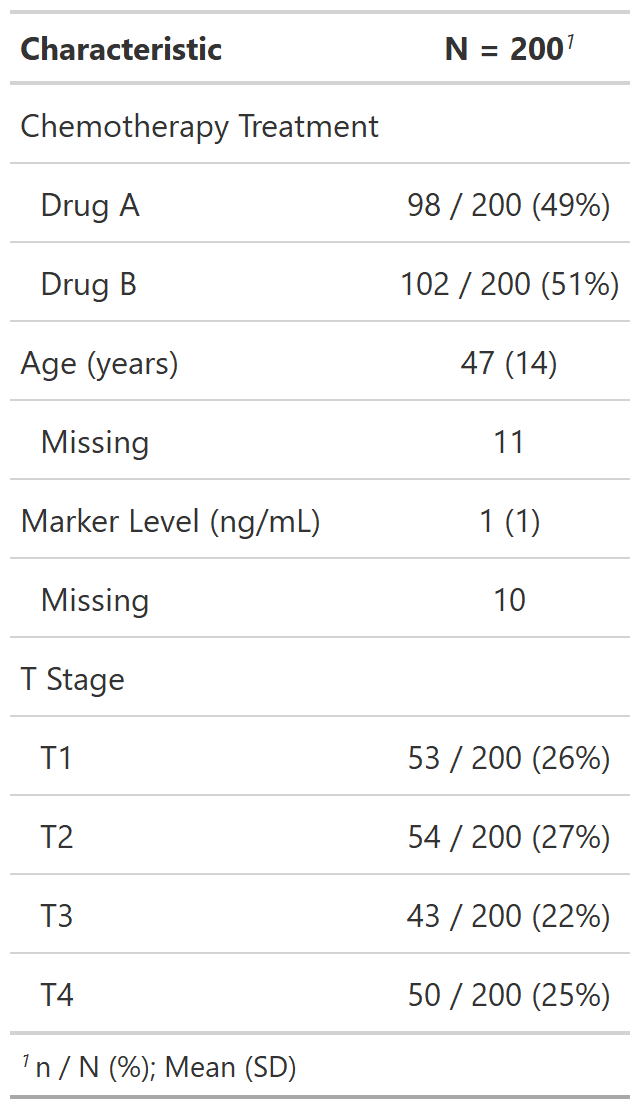 Characteristic N = 200¹
Chemotherapy Treatment
Drug A 98 / 200 (49%)
Drug B 102 / 200 (51%)
Age (years) 47 (14)
Missing 11
Marker Level (ng/mL) 1 (1)
Missing 10
T Stage
T1 53 / 200 (26%)
T2 54 / 200 (27%)
T3 43 / 200 (22%)
T4 50 / 200 (25%)
¹ n / N (%); Mean (SD)